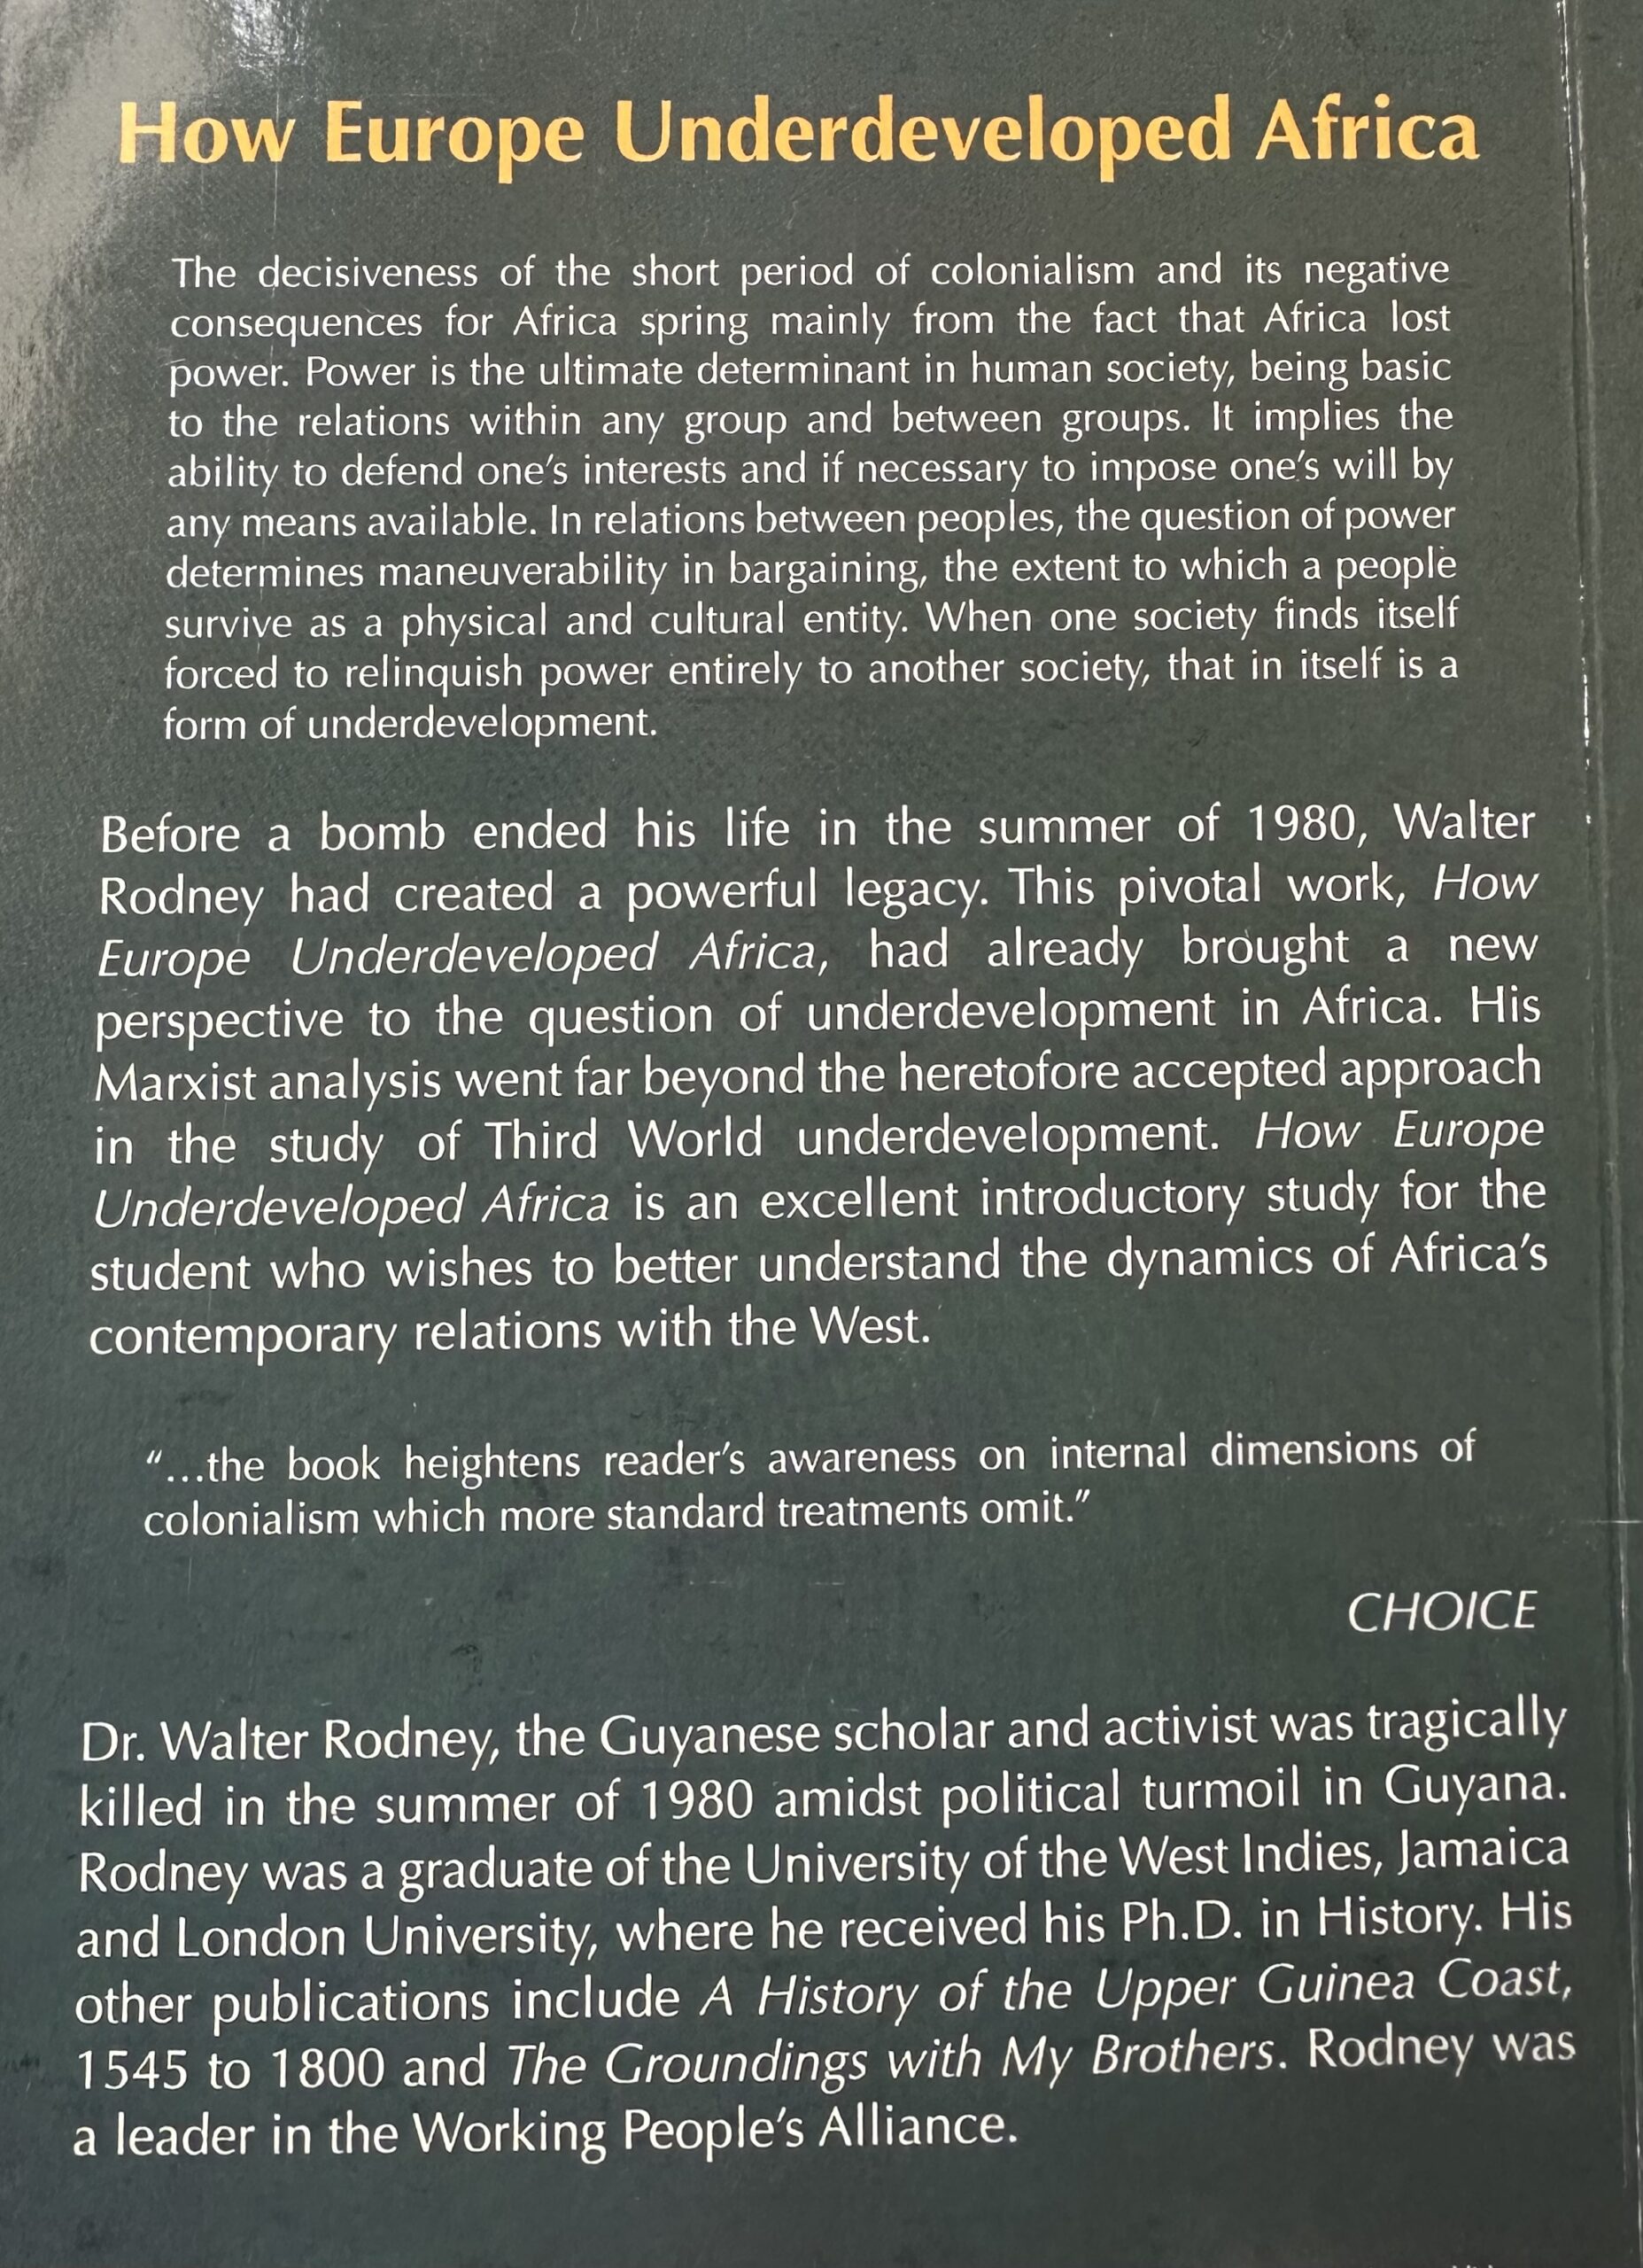 How Europe Underdeveloped Africa
The decisiveness of the short period of colonialism and its negative
consequences for Africa spring mainly from the fact that Africa lost
power. Power is the ultimate determinant in human society, being basic
to the relations within any group and between groups. It implies the
ability to defend one's interests and if necessary to impose one's will by
any means available. In relations between peoples, the question of power
determines maneuverability in bargaining, the extent to which a people
survive as a physical and cultural entity. When one society finds itself
forced to relinquish power entirely to another society, that in itself is a
form of underdevelopment.
Before a bomb ended his life in the summer of 1980, Walter
Rodney had created a powerful legacy. This pivotal work, How
Europe Underdeveloped Africa, had already brought a new
perspective to the question of underdevelopment in Africa. His
Marxist analysis went far beyond the heretofore accepted approach
in the study of Third World underdevelopment. How Europe
Underdeveloped Africa is an excellent introductory study for the
student who wishes to better understand the dynamics of Africa's
contemporary relations with the West.
"...the book heightens reader's awareness on internal dimensions of
colonialism which more standard treatments omit."
CHOICE
Dr. Walter Rodney, the Guyanese scholar and activist was tragically
killed in the summer of 1980 amidst political turmoil in Guyana.
Rodney was a graduate of the University of the West Indies, Jamaica
and London University, where he received his Ph.D. in History. His
other publications include A History of the Upper Guinea Coast,
1545 to 1800 and The Groundings with My Brothers. Rodney was
a leader in the Working People's Alliance.